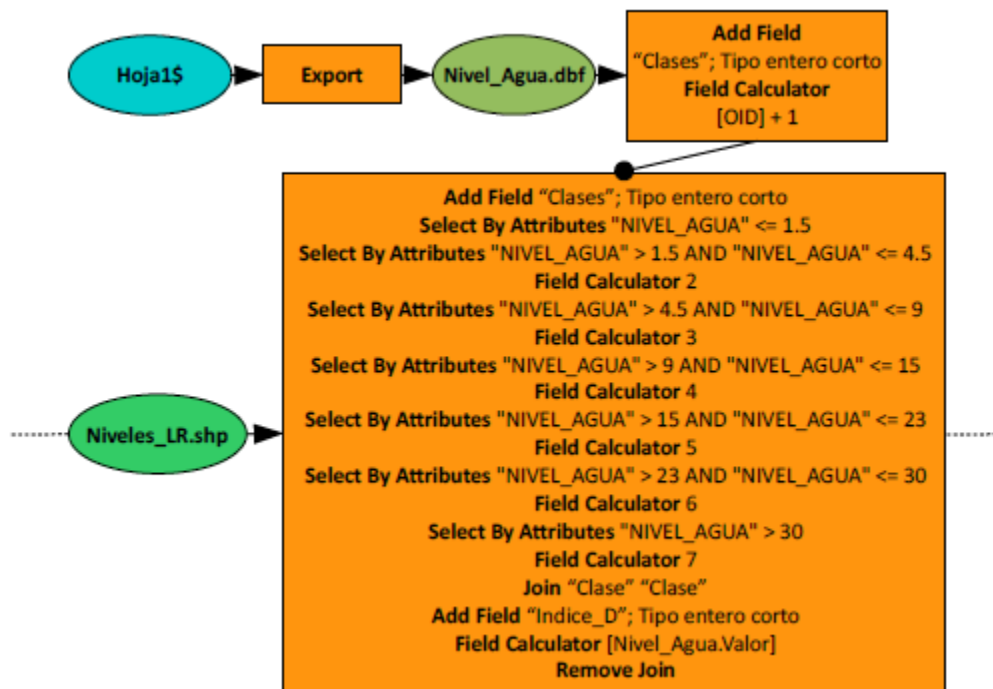 Hoja1$
Export
Nivel_Agua.dbf
Add Field
“Clases”; Tipo entero corto
Field Calculator
[OID] + 1
Niveles_LR.shp
Add Field “Clases”; Tipo entero corto
Select By Attributes "NIVEL_AGUA" <= 1.5
Select By Attributes "NIVEL_AGUA" > 1.5 AND "NIVEL_AGUA" <= 4.5
Field Calculator 2
Select By Attributes "NIVEL_AGUA" > 4.5 AND "NIVEL_AGUA" <= 9
Field Calculator 3
Select By Attributes "NIVEL_AGUA" > 9 AND "NIVEL_AGUA" <= 15
Field Calculator 4
Select By Attributes "NIVEL_AGUA" > 15 AND "NIVEL_AGUA" <= 23
Field Calculator 5
Select By Attributes "NIVEL_AGUA" > 23 AND "NIVEL_AGUA" <= 30
Field Calculator 6
Select By Attributes "NIVEL_AGUA" > 30
Field Calculator 7
Join “Clase” “Clase”
Add Field “Indice_D”; Tipo entero corto
Field Calculator [Nivel_Agua.Valor]
Remove Join